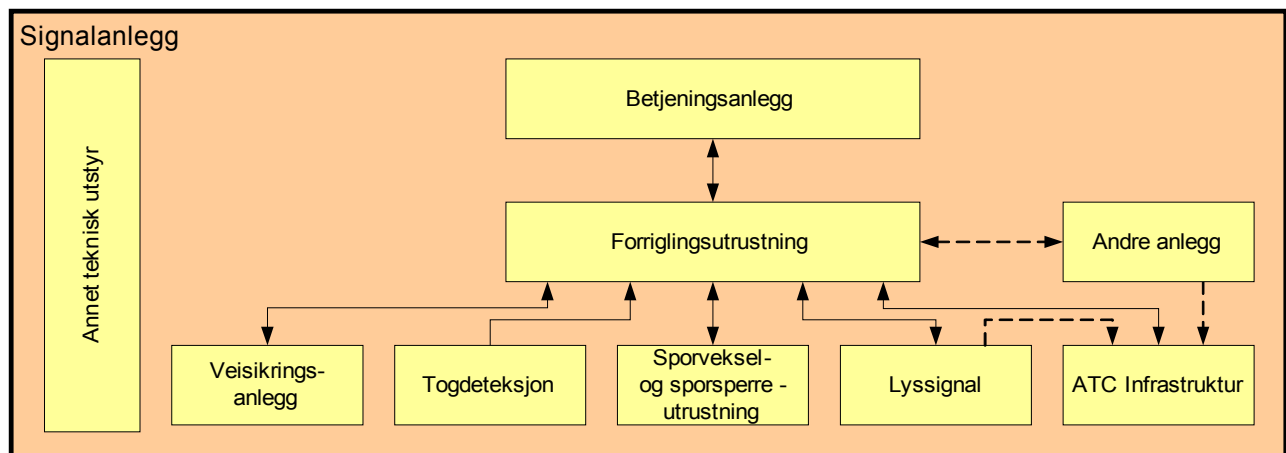 Signalanlegg
Annet teknisk utstyr
Betjeningsanlegg
Forriglingsutrustning
Andre anlegg
Veisikrings-
anlegg
Togdeteksjon
Sporveksel-
og sporsperre -
utrustning
Lyssignal
ATC Infrastruktur